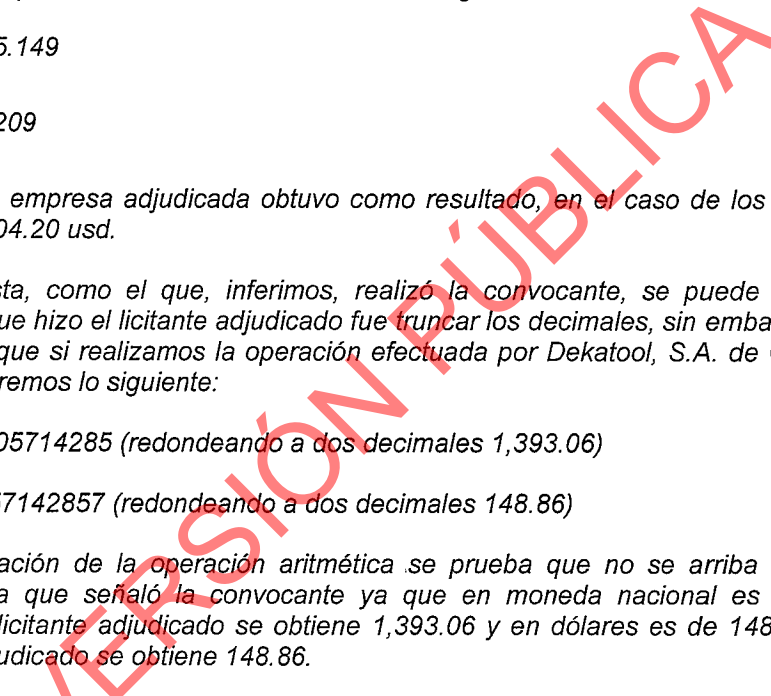 5.149
209
empresa adjudicada obtuvo como resultado, en el caso de los
04.20 usd.
sta, como el que, inferimos, realizó la convocante, se puede
ue hizo el licitante adjudicado fue truncar los decimales, sin emba
que si realizamos la operación efectuada por Dekatool, S.A. de
remos lo siguiente:
05714285 (redondeando a dos decimales 1,393.06)
57142857 (redondeando a dos decimales 148.86)
ación de la operación aritmética se prueba que no se arriba
a que señaló la convocante ya que en moneda nacional es
licitante adjudicado se obtiene 1,393.06 y en dólares es de 148
udicado se obtiene 148.86.
VERSIÓN PÚBLICA